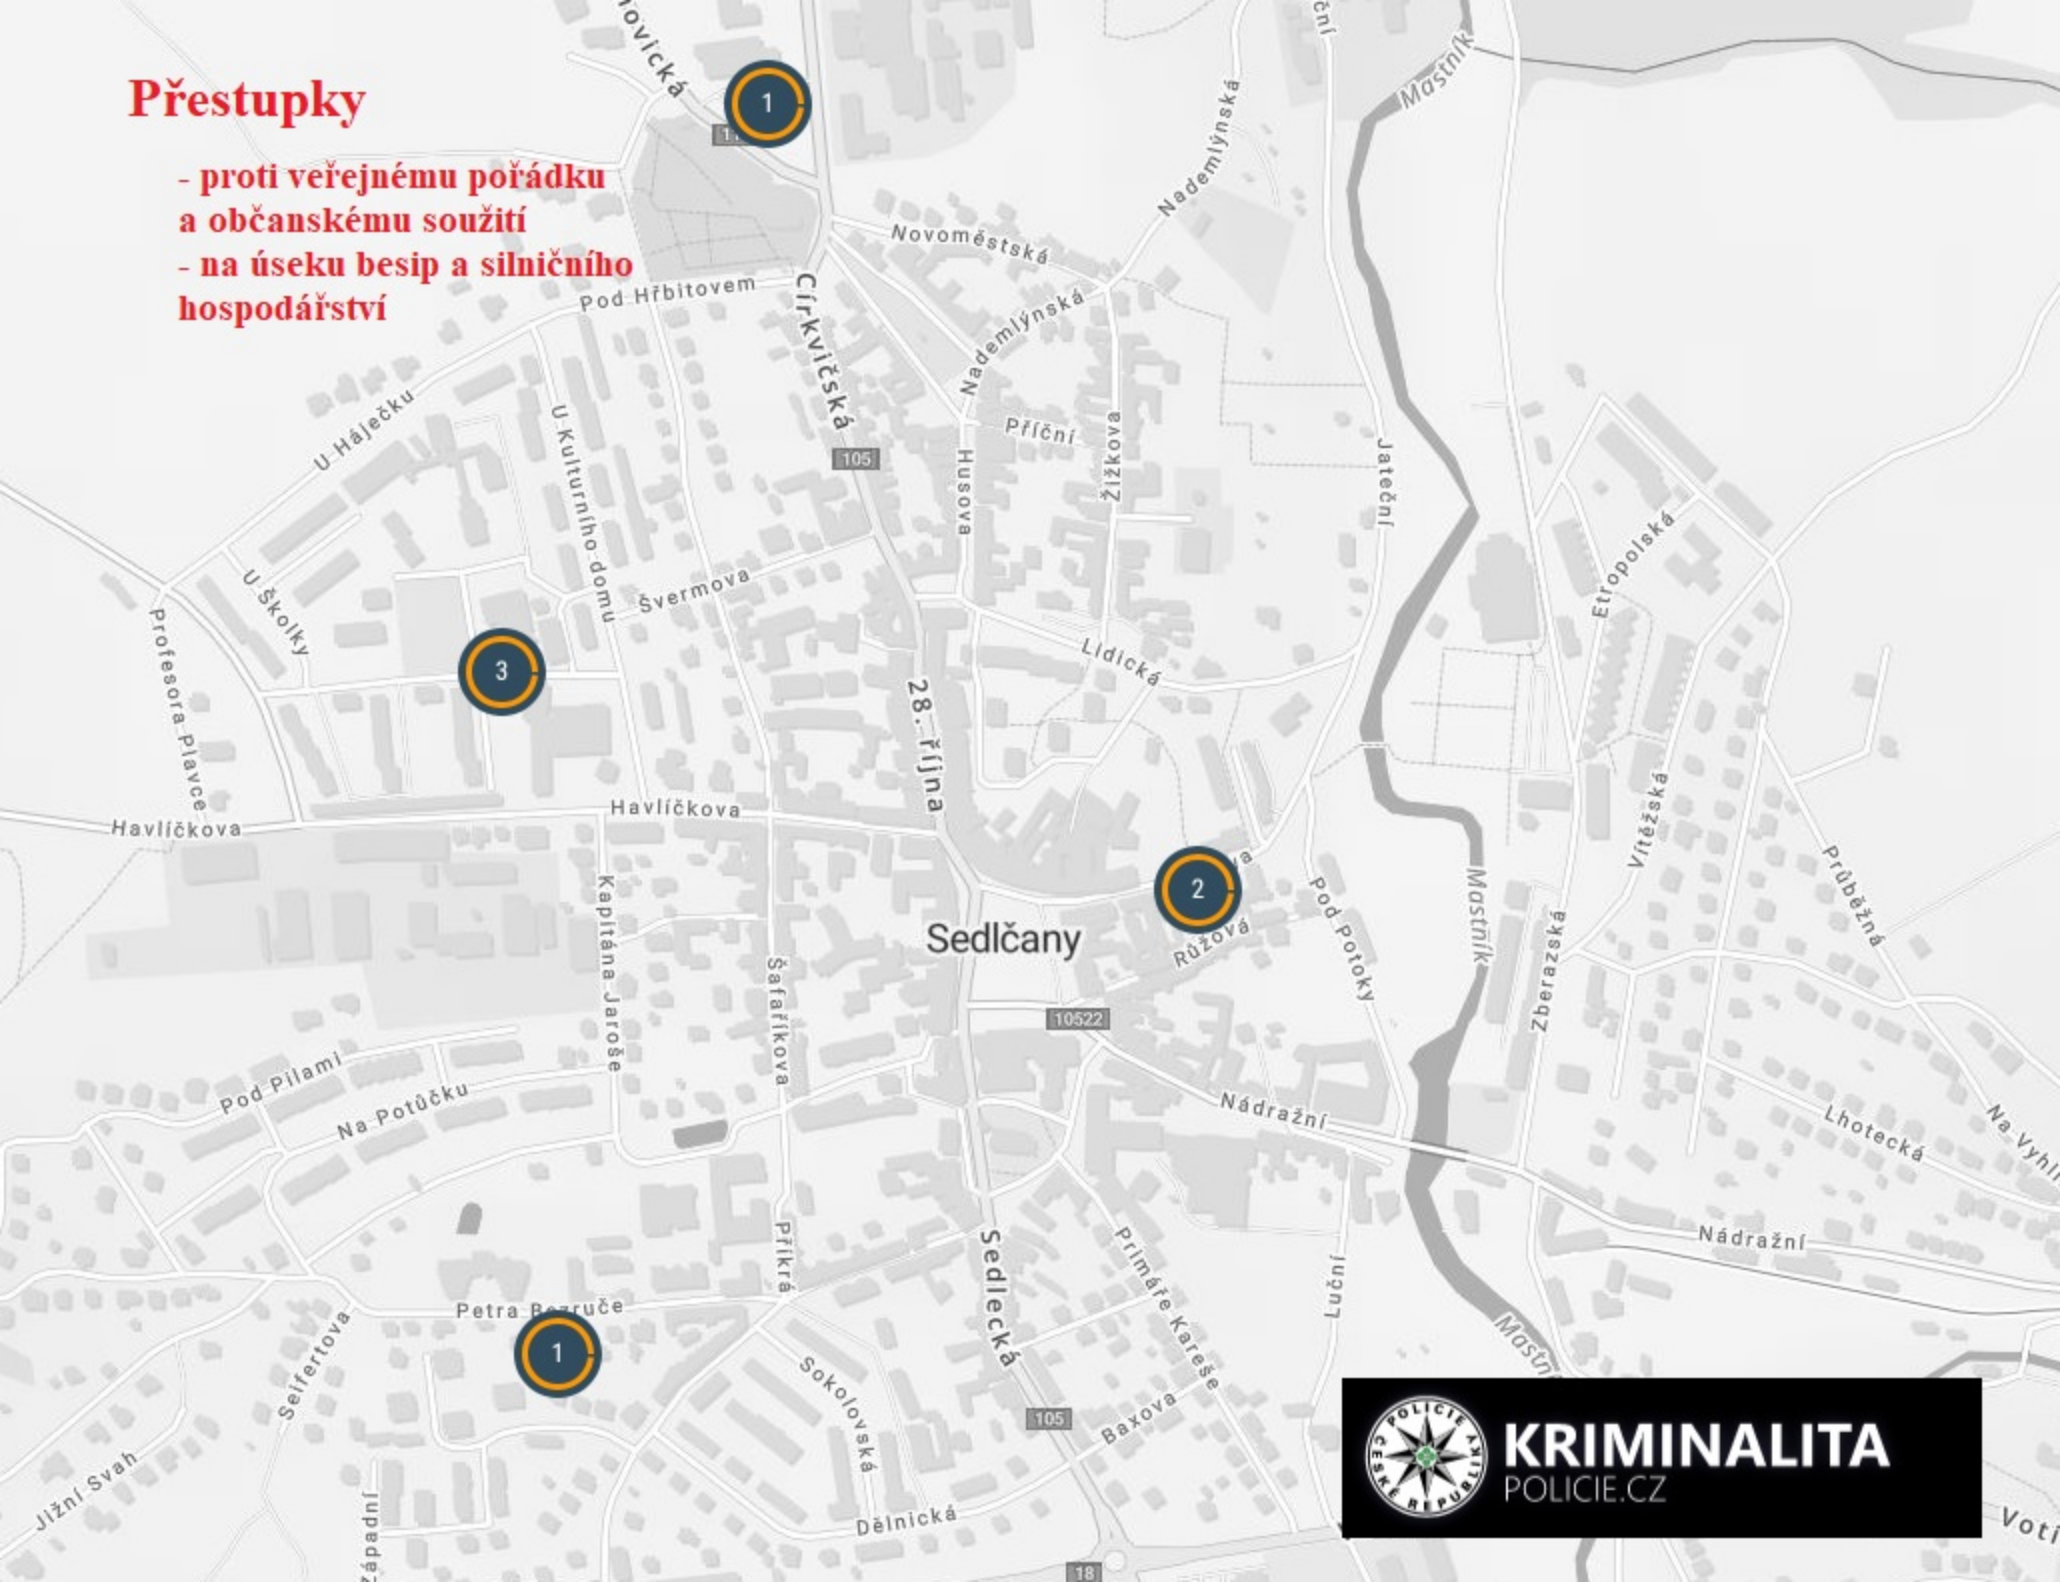 Přestupky
- proti veřejnému pořádku
a občanskému soužití
- na úseku besip a silničního
hospodářství
1
Mastník
Nademlýnská
Novoměstská
Pod Hřbitovem
Církvičská
Nademlýnská
U Háječku
U Kulturního domu
Příční
Žižkova
Husova
105
Jateční
Etropolská
U Školky
Švermova
Profesora Plavce
3
Lidická
28. října
Havlíčkova
Havlíčkova
Vítěžská
2
Růžová
Pod Potoky
Mastník
Průběžná
Zberazská
Sedlčany
Kapitána Jaroše
Šafaříkova
10522
Pod Pilami
Na Potůčku
Nádražní
Lhotecká
Nádražní
Příkrá
Sedlecká
Primáře Kareše
Luční
Petra Bezruče
1
Seifertova
Sokolovská
105
Baxova
Jižní Svah
Dělnická
18
POLICIE
ČESKÉ REPUBLIKY
KRIMINALITA
POLICIE.CZ